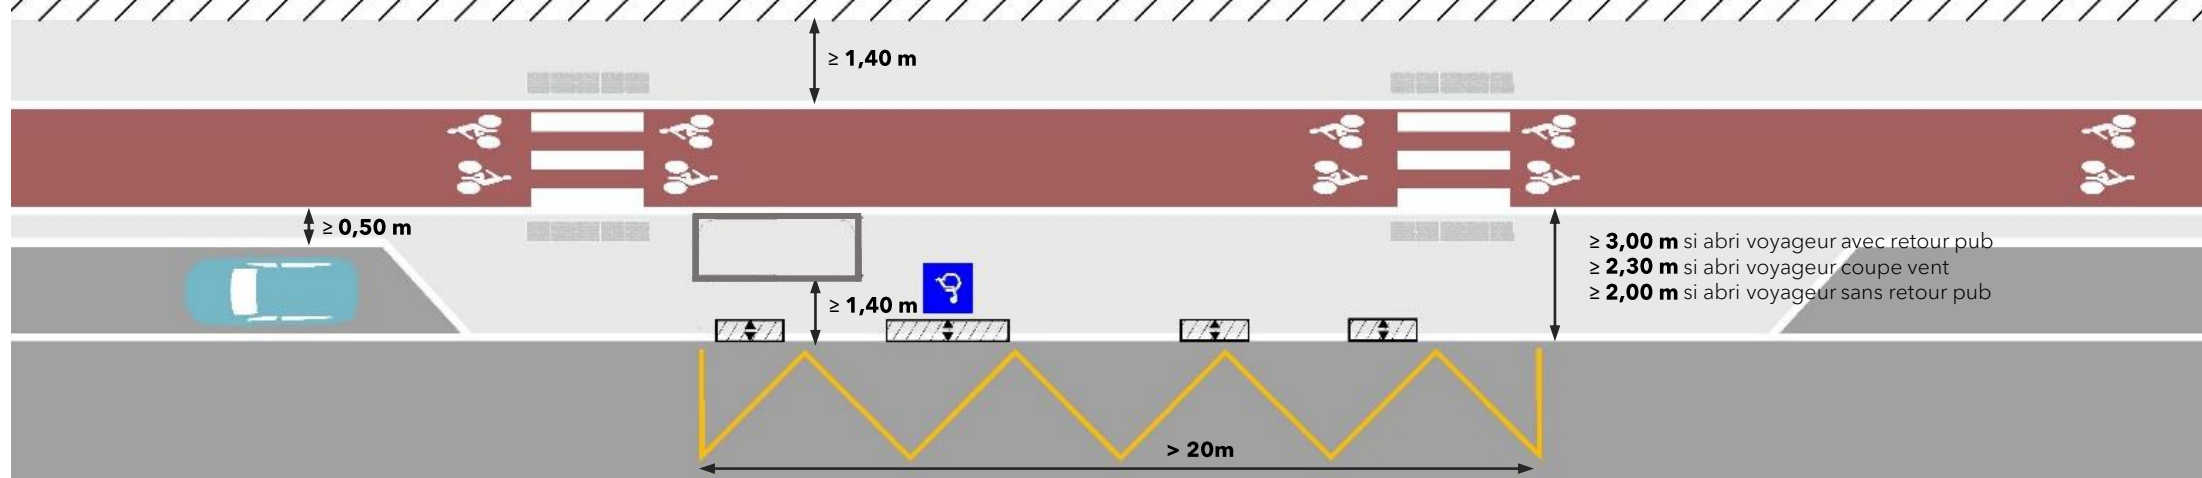 ≥ 1,40 m
≥ 0,50 m
≥ 3,00 m si abri voyageur avec retour pub
≥ 2,30 m si abri voyageur coupe vent
≥ 2,00 m si abri voyageur sans retour pub
≥ 1,40 m
> 20m